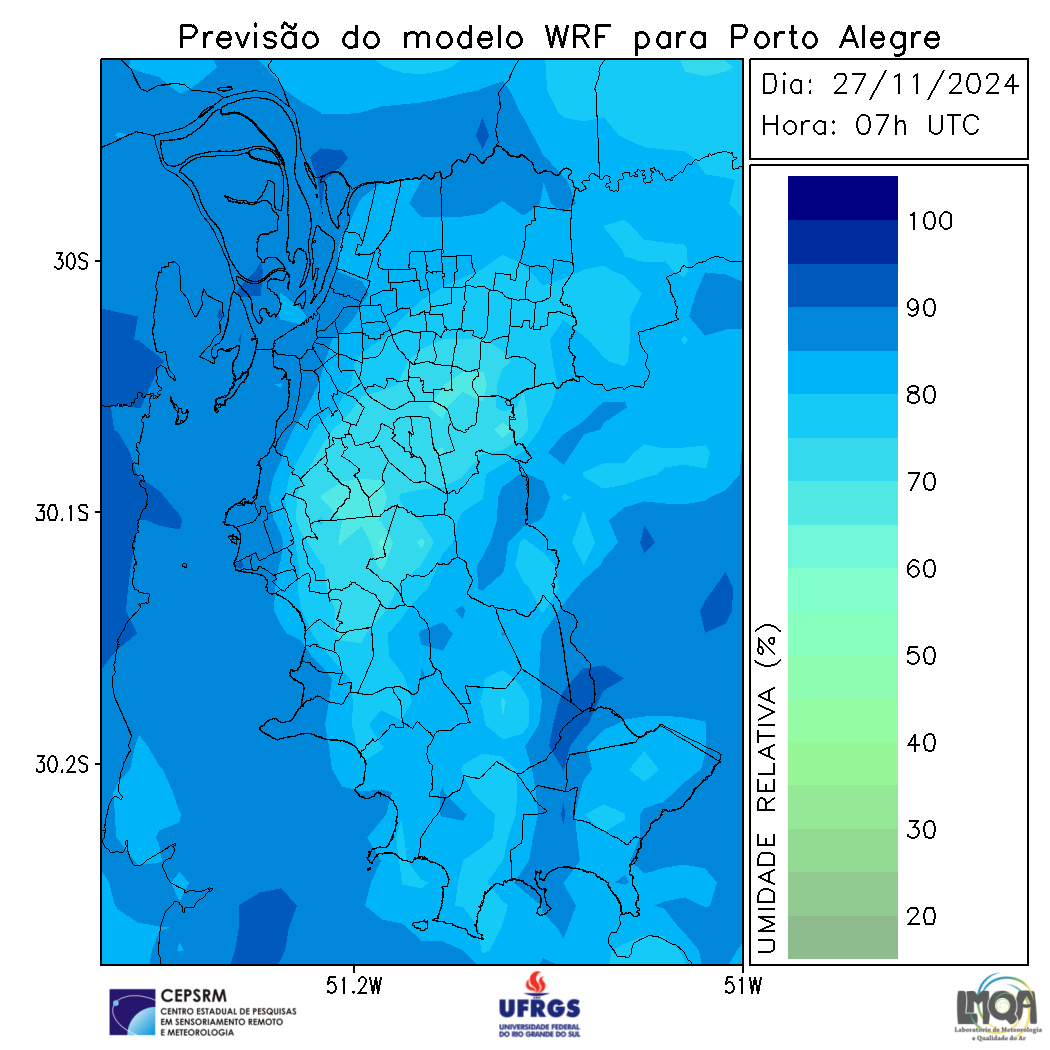 Previsão do modelo WRF para Porto Alegre
Dia: 27/11/2024
Hora: 07h UTC
30S
30.1S
30.2S
51.2W
51W
100
90
80
70
60
50
40
30
20
UMIDADE RELATIVA (%)
CEPSRM
CENTRO ESTADUAL DE PESQUISAS
EM SENSORIAMENTO REMOTO
E METEOROLOGIA
UFRGS
UNIVERSIDADE FEDERAL
DO RIO GRANDE DO SUL
LMQA
Laboratório de Meteorologia
e Qualidade do Ar